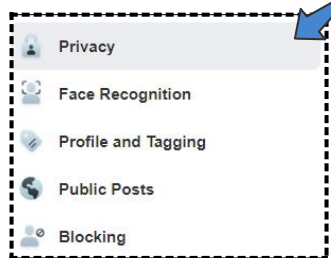 Privacy
Face Recognition
Profile and Tagging
Public Posts
Blocking